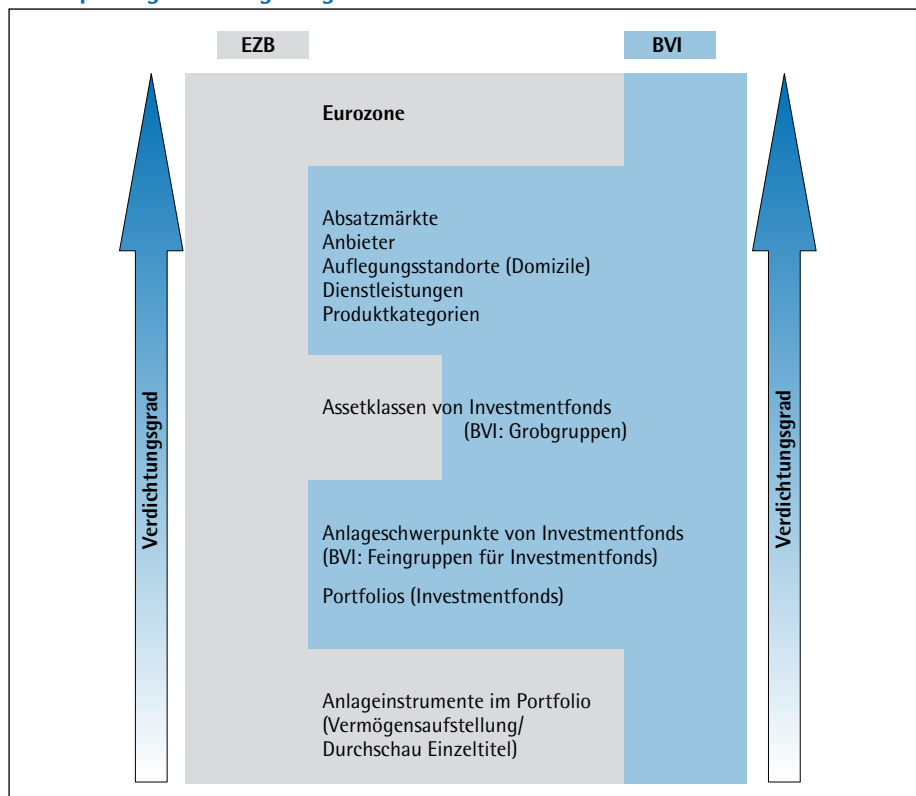 EZB
BVI
Eurozone
Absatzmärkte
Anbieter
Auflegungsstandorte (Domizile)
Dienstleistungen
Produktkategorien
Assetklassen von Investmentfonds
(BVI: Grobgruppen)
Anlageschwerpunkte von Investmentfonds
(BVI: Feingruppen für Investmentfonds)
Portfolios (Investmentfonds)
Anlageinstrumente im Portfolio
(Vermögensaufstellung/
Durchschau Einzeltitel)
Verdichtungsgrad
Verdichtungsgrad